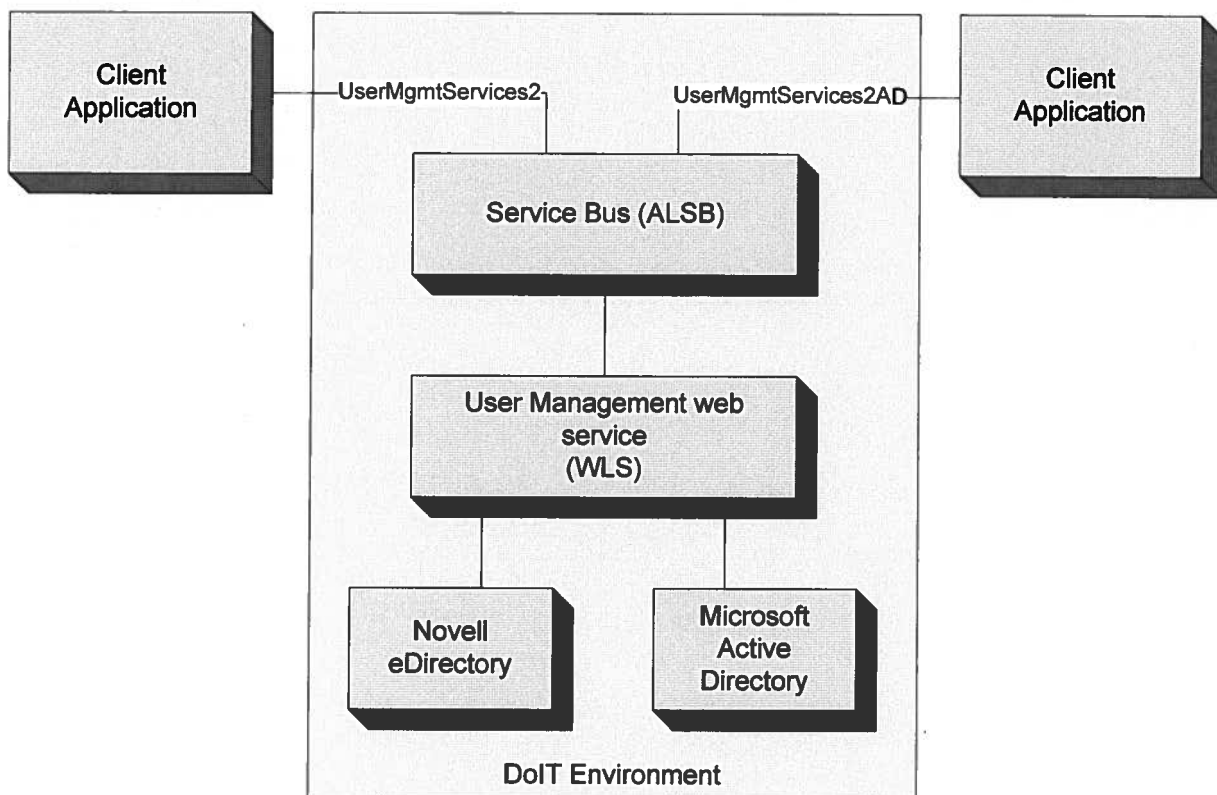 Client
Application
UserMgmtServices2
UserMgmtServices2AD
Client
Application
Service Bus (ALSB)
User Management web
service
(WLS)
Novell
eDirectory
Microsoft
Active
Directory
DoIT Environment